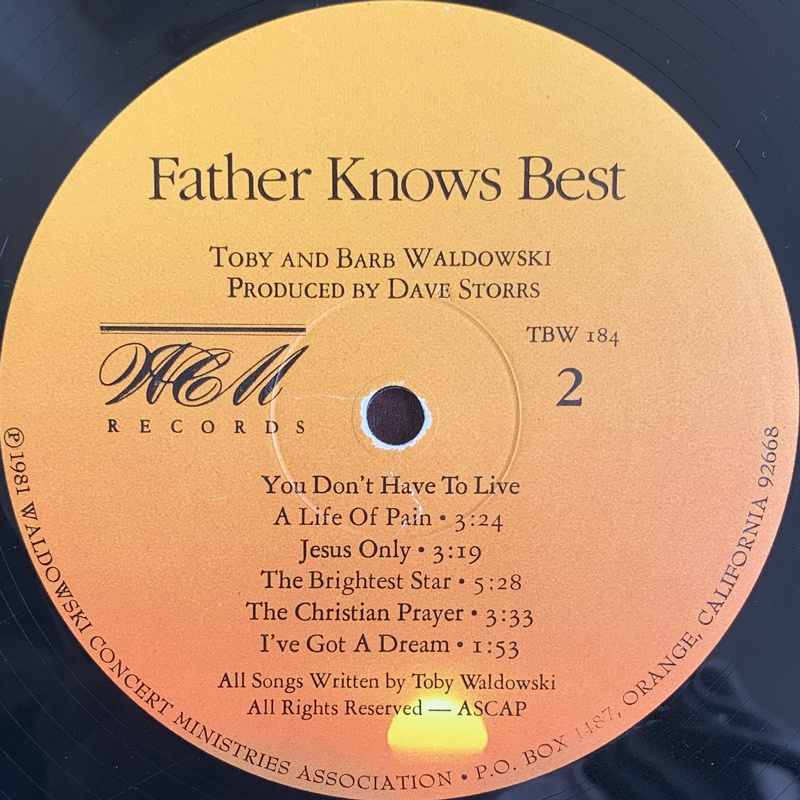 Father Knows Best
Toby and Barb Waldowski
Produced by Dave Storrs
WCM
RECORDS
TBW 184
2
You Don't Have To Live
A Life Of Pain • 3:24
Jesus Only • 3:19
The Brightest Star • 5:28
The Christian Prayer • 3:33
I've Got A Dream • 1:53
All Songs Written by Toby Waldowski
All Rights Reserved — ASCAP
℗ 1981 WALDOWSKI CONCERT MINISTRIES ASSOCIATION • P.O. BOX 1487, ORANGE, CALIFORNIA 92668